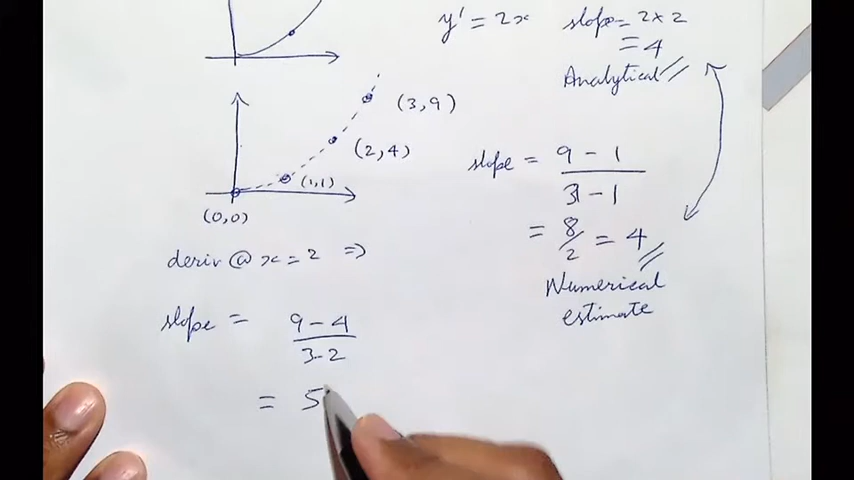 y' = 2x
slope = 2 x 2
= 4
Analytical
(3,9)
(2,4)
(1,1)
(0,0)
slope = 9 - 1
3 - 1
= 8/2 = 4
Numerical
estimate
deriv @ x = 2 =>
slope = 9 - 4
3 - 2
= 5